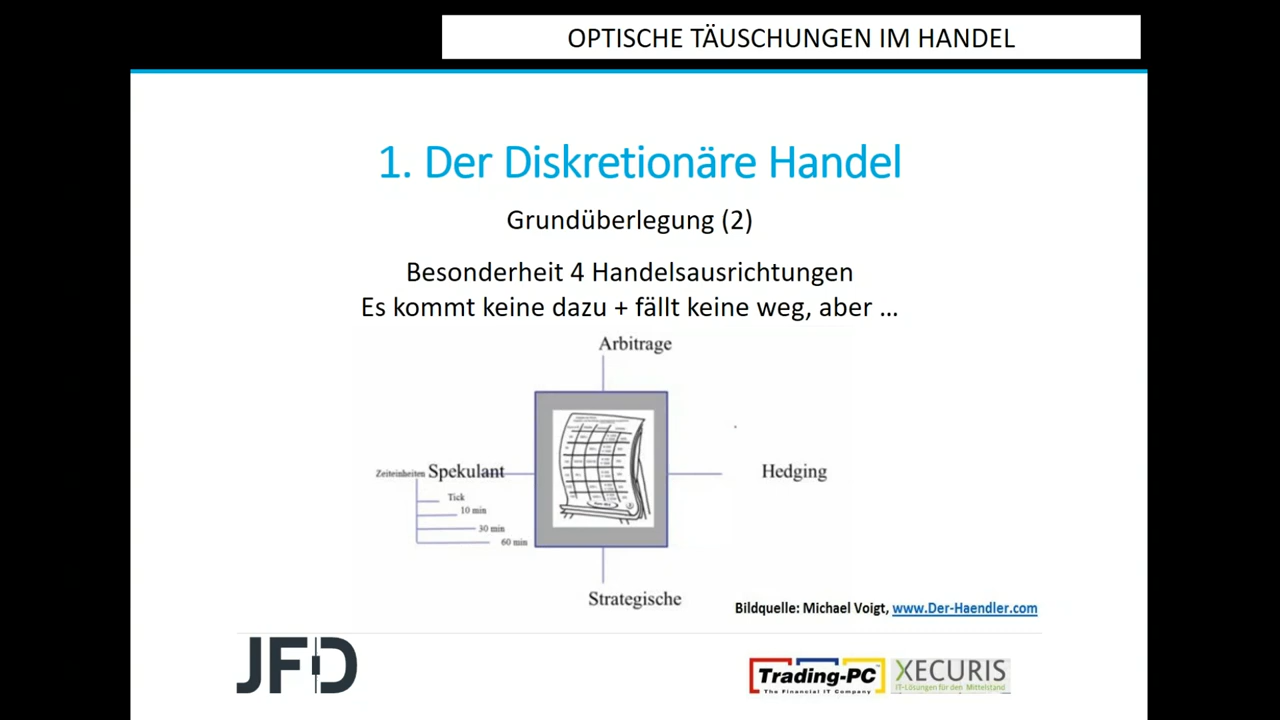 OPTISCHE TÄUSCHUNGEN IM HANDEL
1. Der Diskretionäre Handel
Grundüberlegung (2)
Besonderheit 4 Handelsausrichtungen
Es kommt keine dazu + fällt keine weg, aber ...
Arbitrage
Zeiteinheiten Spekulant
Hedging
Tick
10 min
30 min
60 min
Strategische
Bildquelle: Michael Voigt, www.Der-Haendler.com
JFD
Trading-PC
The Financial IT Company
XECURIS
IT-Lösungen für den Mittelstand